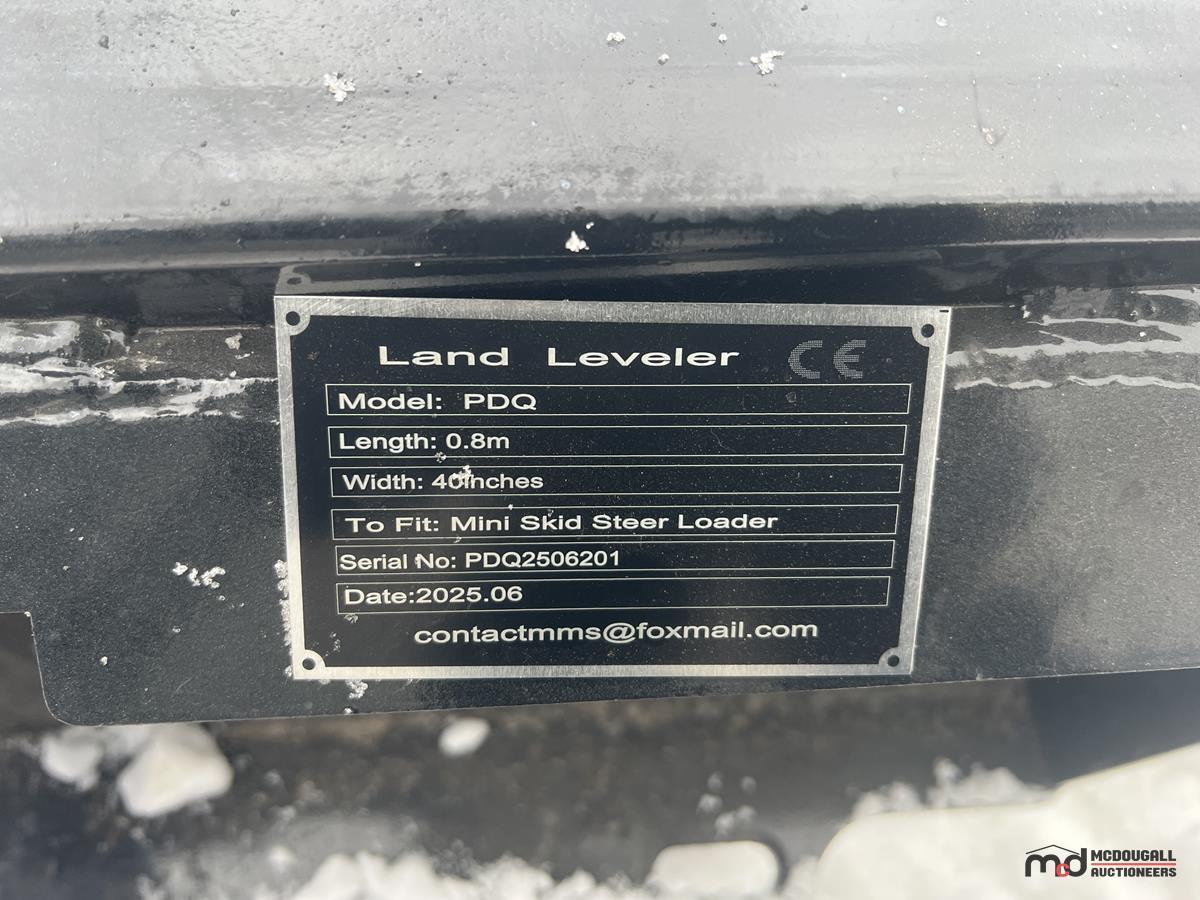 Land Leveler CE
Model: PDQ
Length: 0.8m
Width: 40inches
To Fit: Mini Skid Steer Loader
Serial No: PDQ2506201
Date:2025.06
contactmms@foxmail.com
mcd MCDOUGALL
AUCTIONEERS